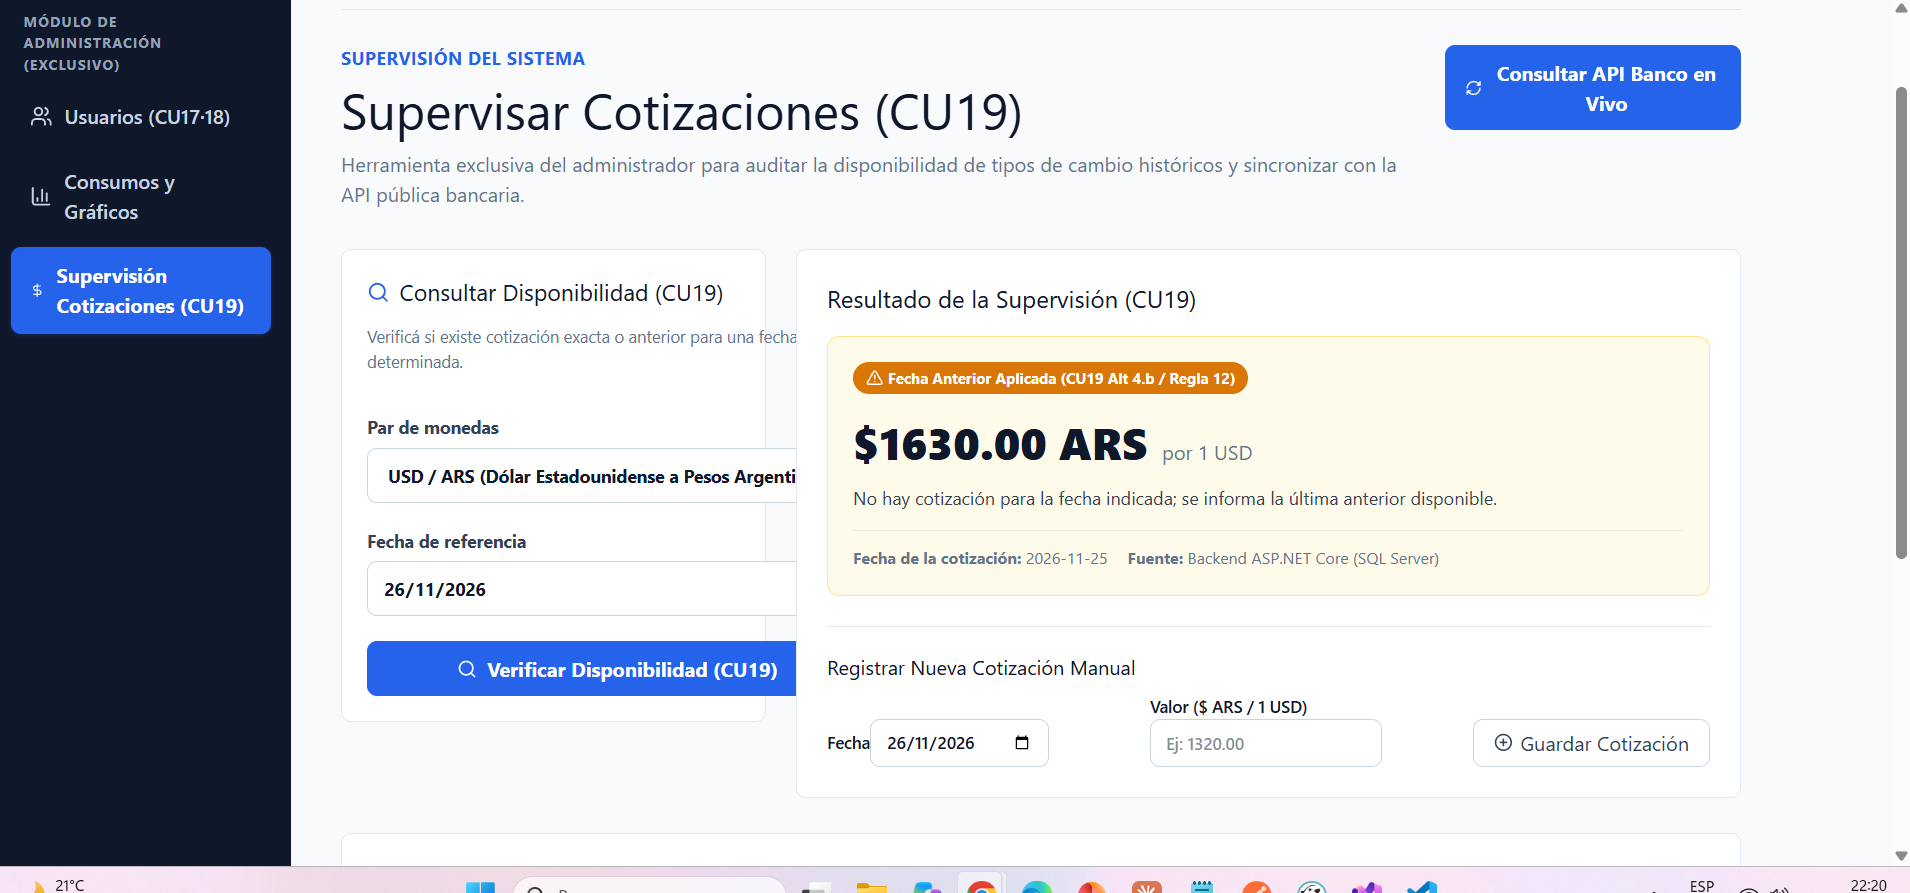 MÓDULO DE
ADMINISTRACIÓN
(EXCLUSIVO)
Usuarios (CU17·18)
Consumos y
Gráficos
Supervisión
Cotizaciones (CU19)
SUPERVISIÓN DEL SISTEMA
Supervisar Cotizaciones (CU19)
Herramienta exclusiva del administrador para auditar la disponibilidad de tipos de cambio históricos y sincronizar con la
API pública bancaria.
Consultar API Banco en
Vivo
Consultar Disponibilidad (CU19)
Verificá si existe cotización exacta o anterior para una fecha
determinada.
Par de monedas
USD / ARS (Dólar Estadounidense a Pesos Argenti
Fecha de referencia
26/11/2026
Verificar Disponibilidad (CU19)
Resultado de la Supervisión (CU19)
Fecha Anterior Aplicada (CU19 Alt 4.b / Regla 12)
$1630.00 ARS por 1 USD
No hay cotización para la fecha indicada; se informa la última anterior disponible.
Fecha de la cotización: 2026-11-25 Fuente: Backend ASP.NET Core (SQL Server)
Registrar Nueva Cotización Manual
Fecha 26/11/2026
Valor ($ ARS / 1 USD)
Ej: 1320.00
Guardar Cotización
21°C
ESP
22:20